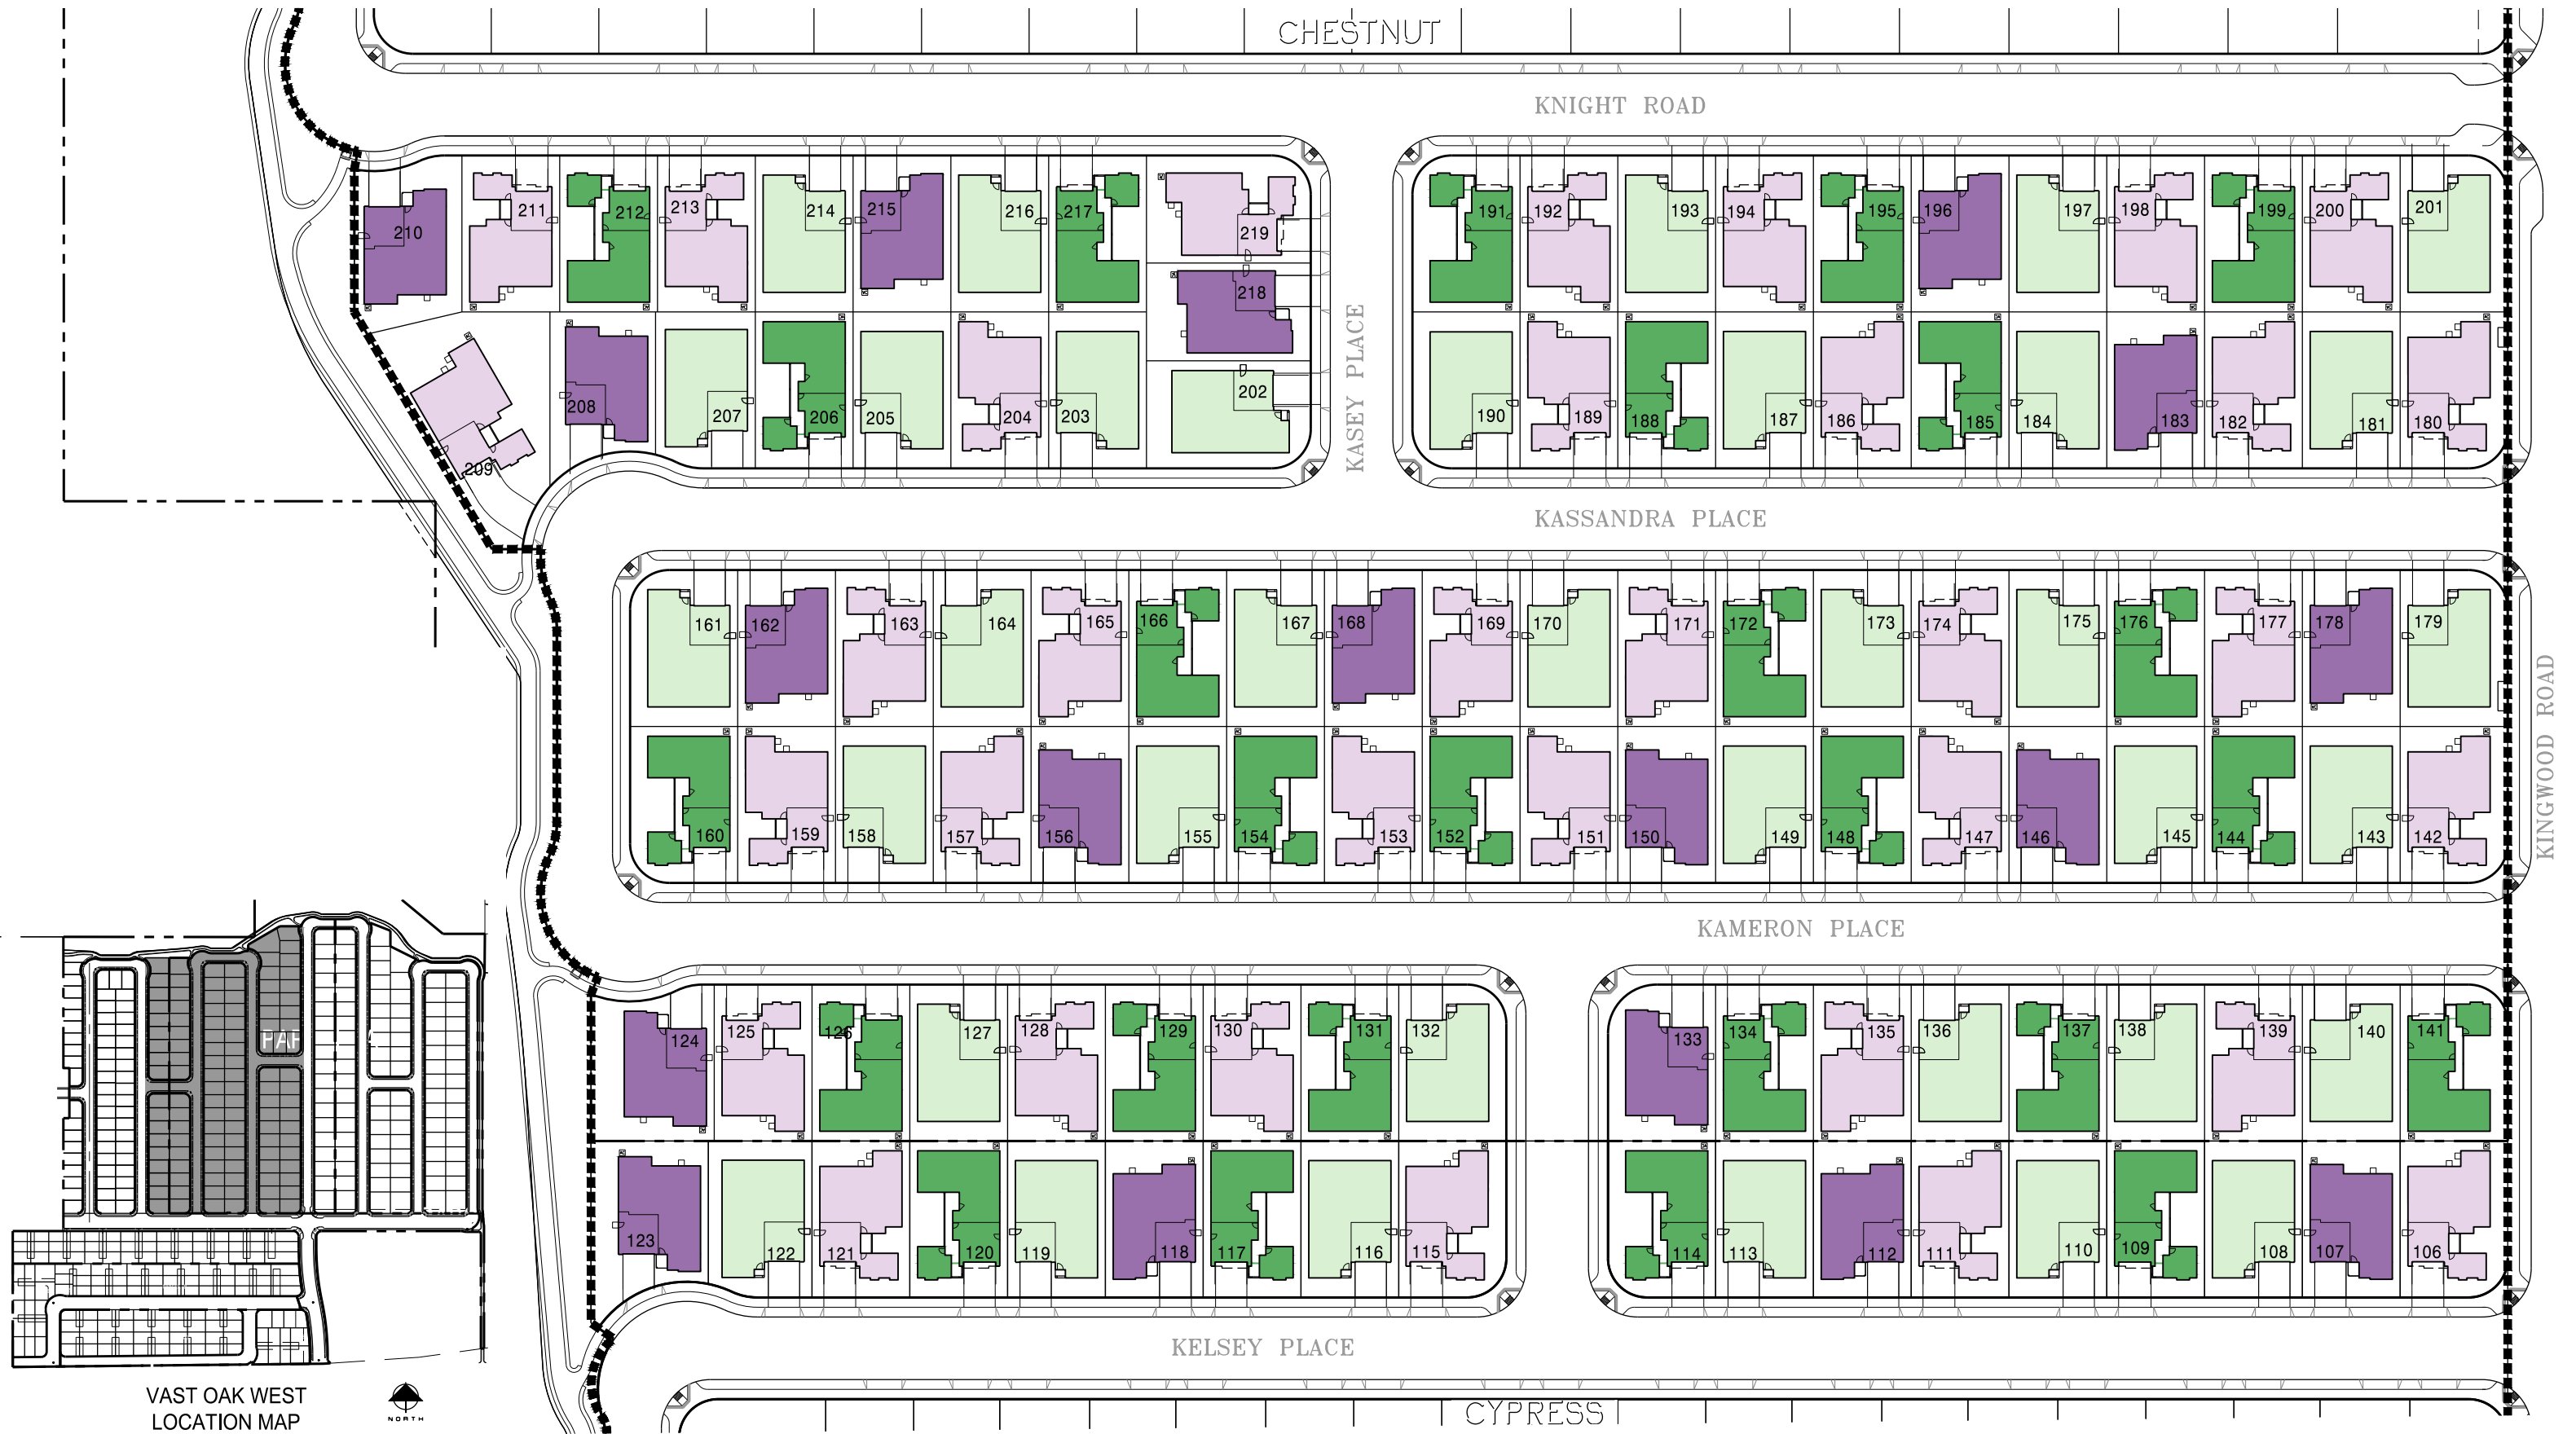 CHESTNUT
KNIGHT ROAD
210 211 212 213 214 215 216 217 219 191 192 193 194 195 196 197 198 199 200 201
218
KASEY PLACE
209 208 207 206 205 204 203 202 190 189 188 187 186 185 184 183 182 181 180
KASSANDRA PLACE
161 162 163 164 165 166 167 168 169 170 171 172 173 174 175 176 177 178 179
KINGWOOD ROAD
160 159 158 157 156 155 154 153 152 151 150 149 148 147 146 145 144 143 142
KAMERON PLACE
124 125 126 127 128 129 130 131 132 133 134 135 136 137 138 139 140 141
123 122 121 120 119 118 117 116 115 114 113 112 111 110 109 108 107 106
KELSEY PLACE
CYPRESS
VAST OAK WEST
LOCATION MAP
NORTH